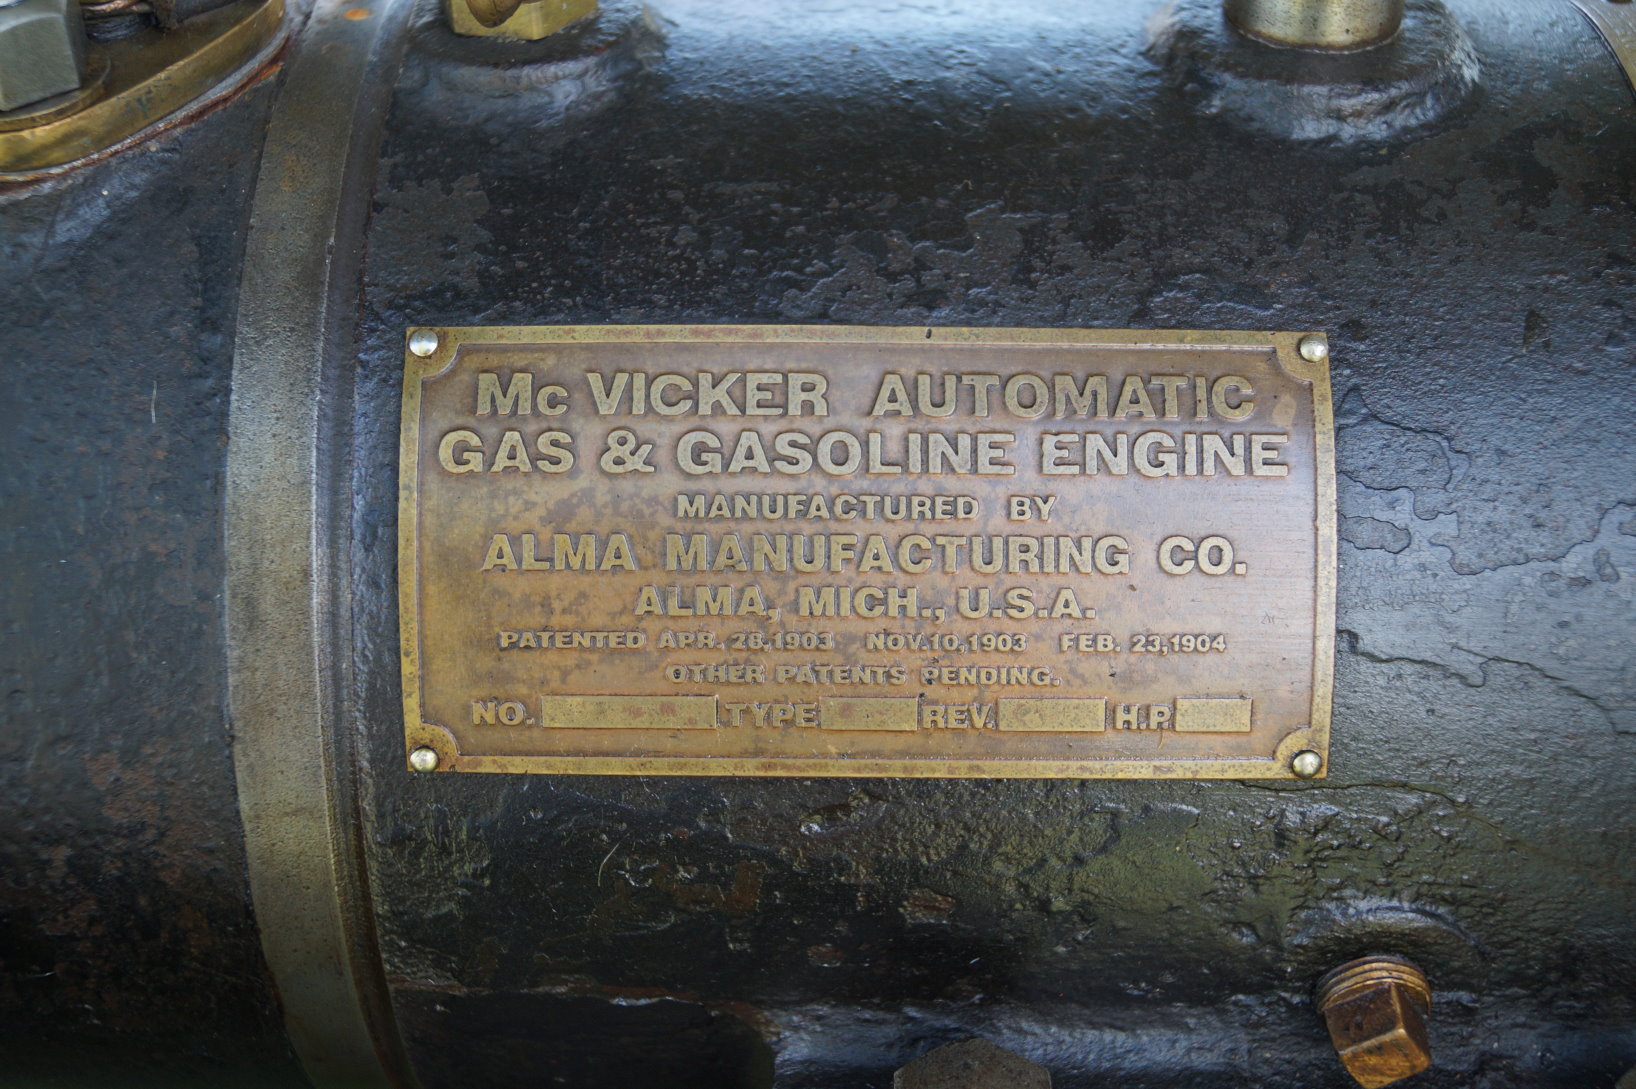 Mc VICKER AUTOMATIC
GAS & GASOLINE ENGINE
MANUFACTURED BY
ALMA MANUFACTURING CO.
ALMA, MICH., U.S.A.
PATENTED APR. 28,1903 NOV.10,1903 FEB. 23,1904
OTHER PATENTS PENDING.
NO. TYPE REV. H.P.